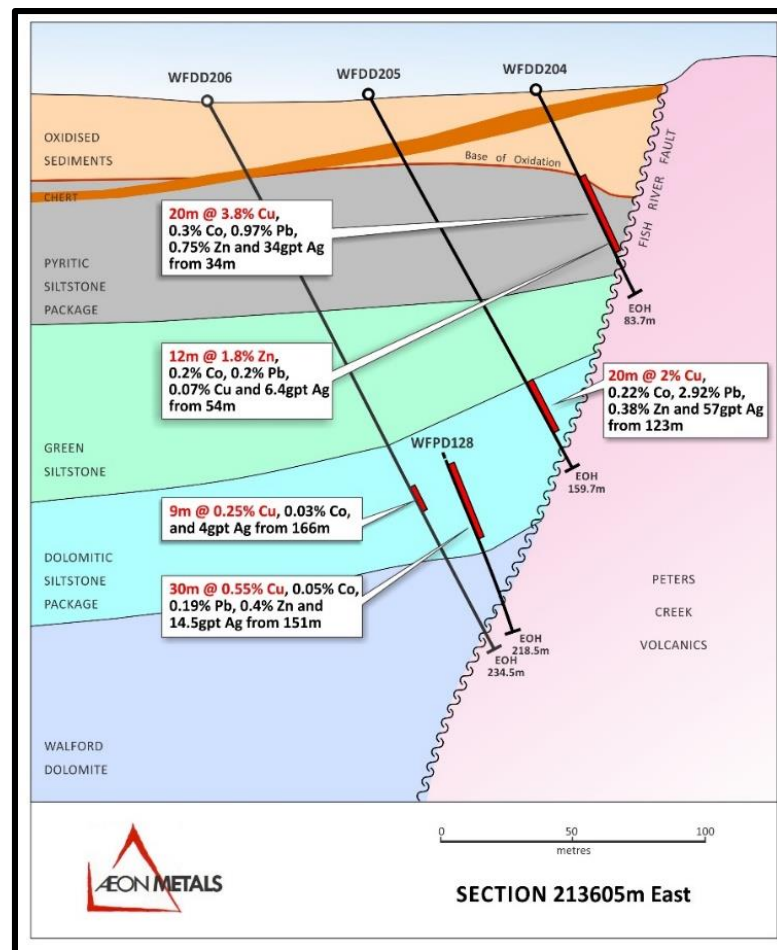 WFDD206
WFDD205
WFDD204
OXIDISED
SEDIMENTS
Base of Oxidation
FISH RIVER FAULT
CHERT
20m @ 3.8% Cu,
0.3% Co, 0.97% Pb,
0.75% Zn and 34gpt Ag
from 34m
PYRITIC
SILTSTONE
PACKAGE
EOH
83.7m
12m @ 1.8% Zn,
0.2% Co, 0.2% Pb,
0.07% Cu and 6.4gpt Ag
from 54m
20m @ 2% Cu,
0.22% Co, 2.92% Pb,
0.38% Zn and 57gpt Ag
from 123m
GREEN
SILTSTONE
WFPD128
EOH
159.7m
9m @ 0.25% Cu, 0.03% Co,
and 4gpt Ag from 166m
DOLOMITIC
SILTSTONE
PACKAGE
30m @ 0.55% Cu, 0.05% Co,
0.19% Pb, 0.4% Zn and
14.5gpt Ag from 151m
PETERS
CREEK
VOLCANICS
EOH
218.5m
EOH
234.5m
WALFORD
DOLOMITE
ÆON METALS
0 50 100
metres
SECTION 213605m East